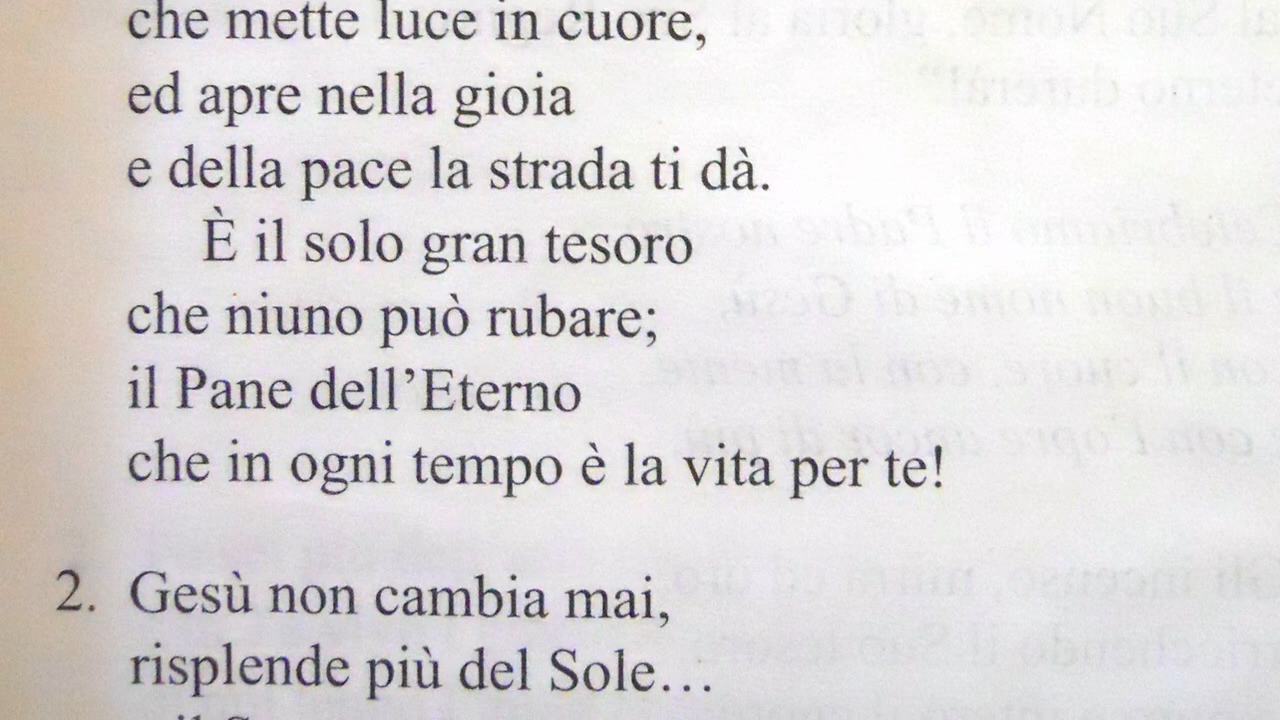 che mette luce in cuore,
ed apre nella gioia
e della pace la strada ti dà.
È il solo gran tesoro
che niuno può rubare;
il Pane dell'Eterno
che in ogni tempo è la vita per te!
2. Gesù non cambia mai,
risplende più del Sole…